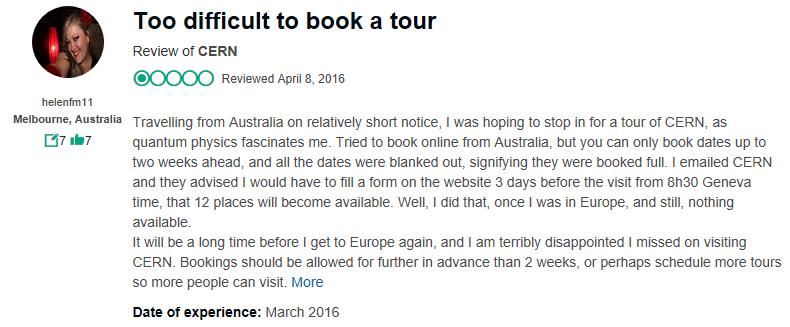 Too difficult to book a tour
Review of CERN
Reviewed April 8, 2016
helenfm11
Melbourne, Australia
7 7
Travelling from Australia on relatively short notice, I was hoping to stop in for a tour of CERN, as
quantum physics fascinates me. Tried to book online from Australia, but you can only book dates up to
two weeks ahead, and all the dates were blanked out, signifying they were booked full. I emailed CERN
and they advised I would have to fill a form on the website 3 days before the visit from 8h30 Geneva
time, that 12 places will become available. Well, I did that, once I was in Europe, and still, nothing
available.
It will be a long time before I get to Europe again, and I am terribly disappointed I missed on visiting
CERN. Bookings should be allowed for further in advance than 2 weeks, or perhaps schedule more tours
so more people can visit. More
Date of experience: March 2016